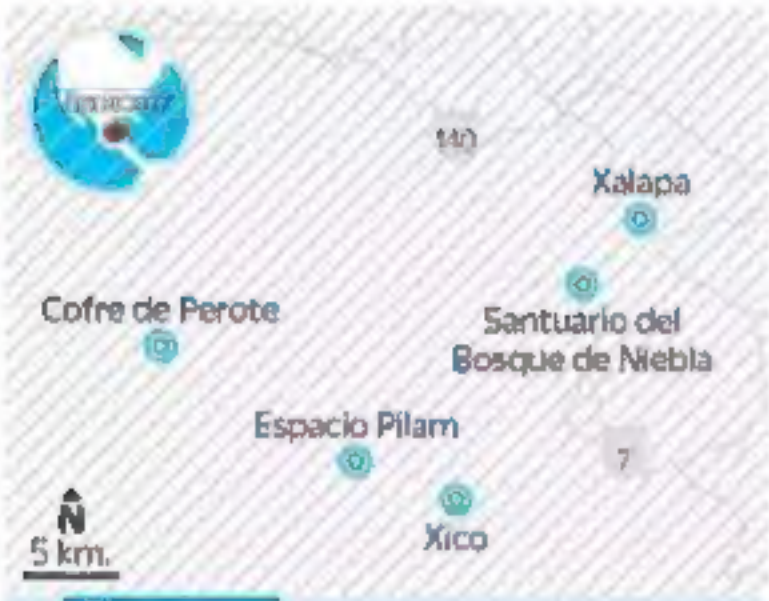 140
Xalapa
Cofre de Perote
Santuario del
Bosque de Niebla
Espacio Pilam
7
Xico
N
5 km.